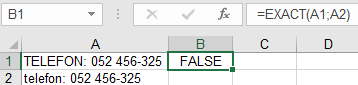 B1 fx =EXACT(A1;A2)
A B C D
1 TELEFON: 052 456-325 FALSE
2 telefon: 052 456-325